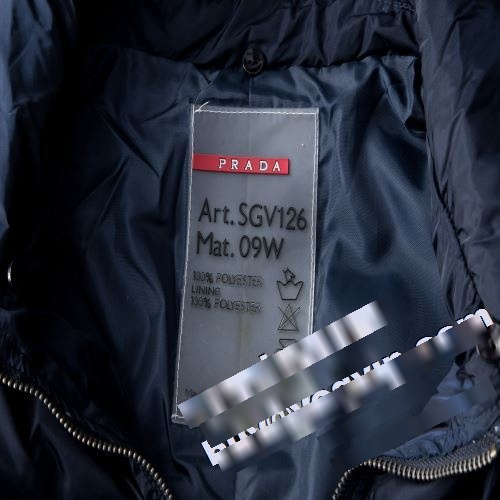 PRADA
Art. SGV126
Mat. 09W
100% POLYESTER
LINING
100% POLYESTER